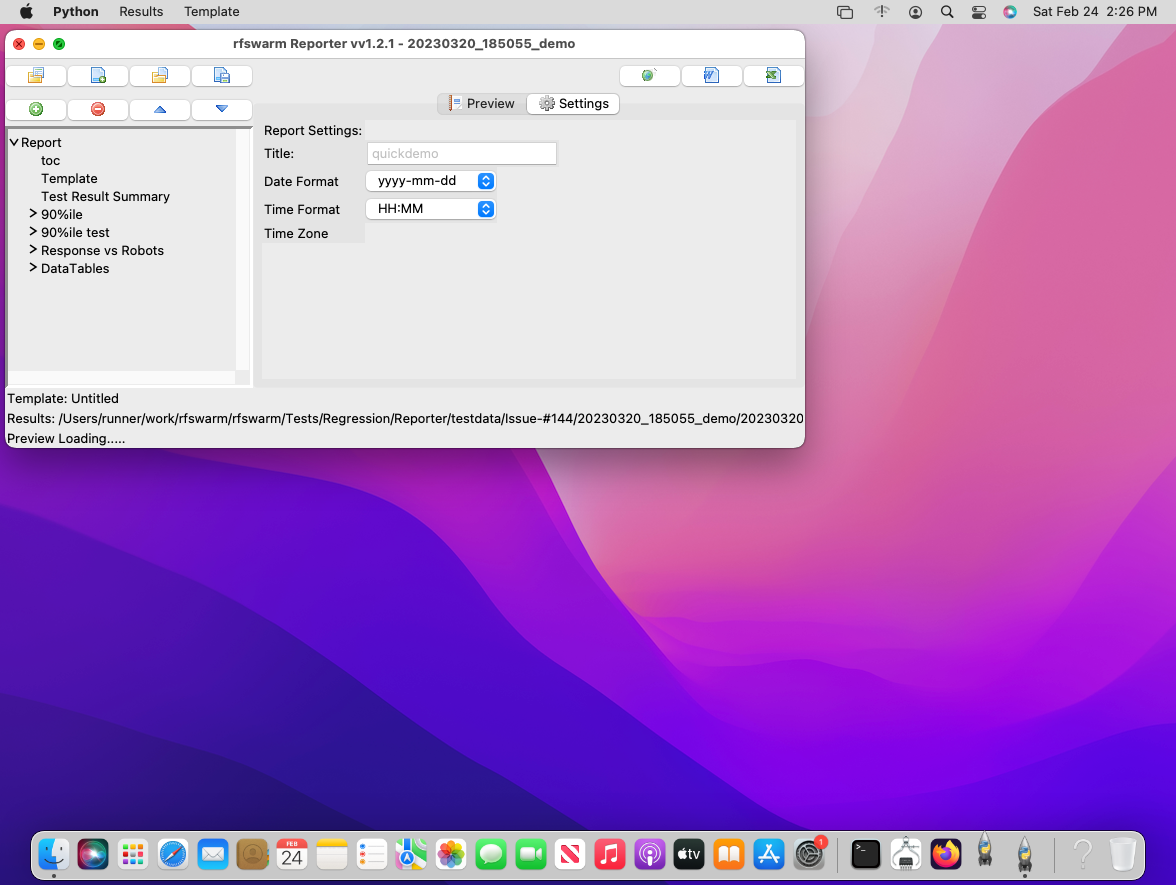 Python Results Template Sat Feb 24 2:26 PM
rfswarm Reporter vv1.2.1 - 20230320_185055_demo
Preview Settings
Report
toc
Template
Test Result Summary
90%ile
90%ile test
Response vs Robots
DataTables
Report Settings:
Title: quickdemo
Date Format yyyy-mm-dd
Time Format HH:MM
Time Zone
Template: Untitled
Results: /Users/runner/work/rfswarm/rfswarm/Tests/Regression/Reporter/testdata/Issue-#144/20230320_185055_demo/20230320
Preview Loading.....
FEB
24
tv
1